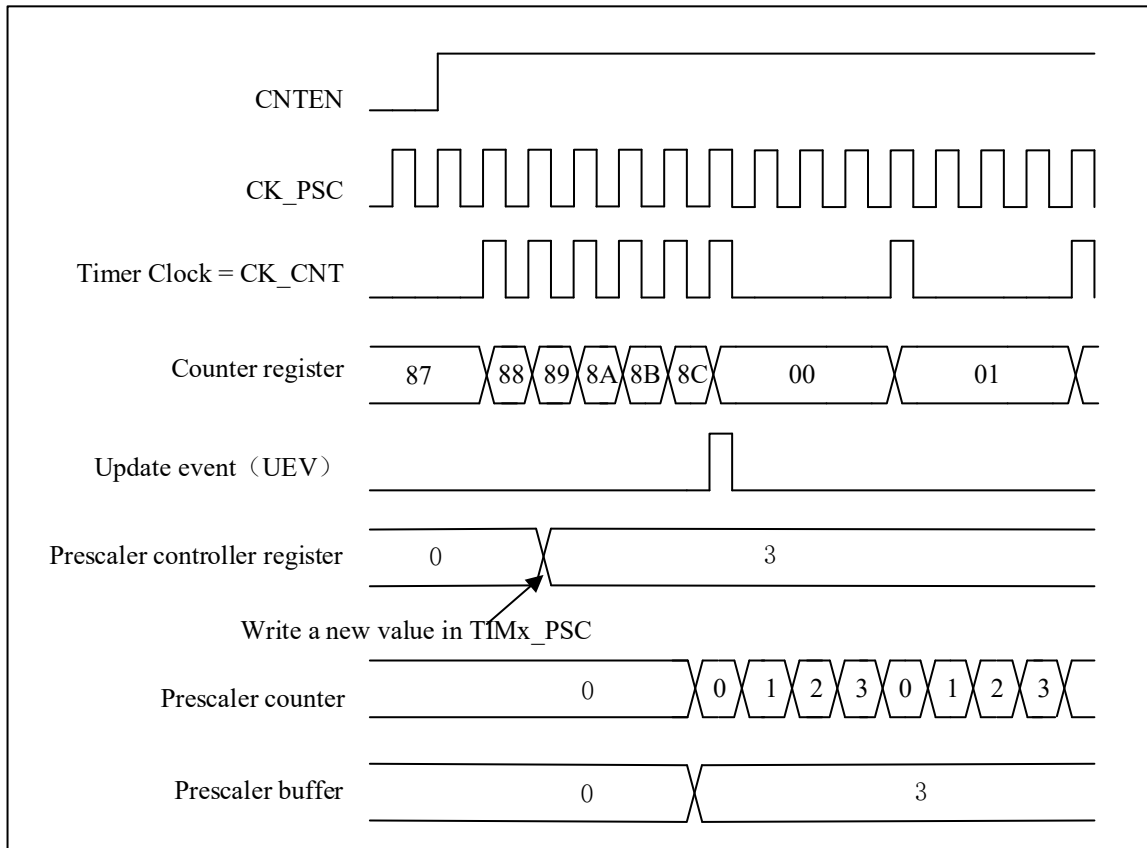 CNTEN
CK_PSC
Timer Clock = CK_CNT
Counter register
87 88 89 8A 8B 8C 00 01
Update event（UEV）
Prescaler controller register
0 3
Write a new value in TIMx_PSC
Prescaler counter
0 0 1 2 3 0 1 2 3
Prescaler buffer
0 3